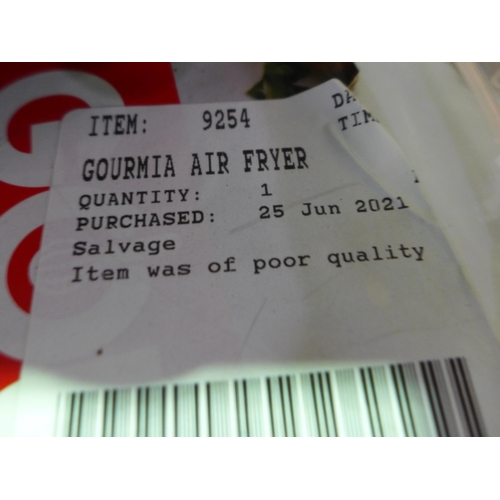 ITEM: 9254
GOURMIA AIR FRYER
QUANTITY: 1
PURCHASED: 25 Jun 2021
Salvage
Item was of poor quality